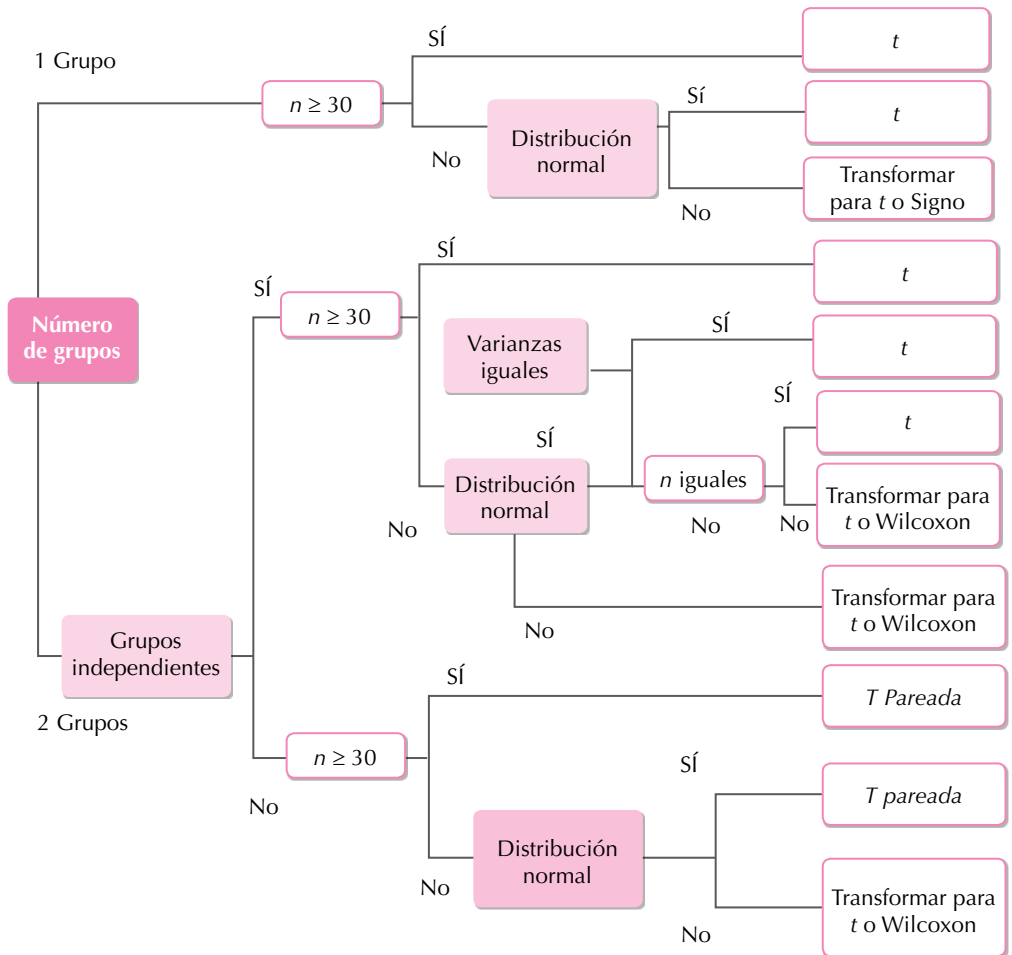 1 Grupo
n ≥ 30
SÍ
t
No
Distribución
normal
Sí
t
No
Transformar
para t o Signo
Número
de grupos
SÍ
n ≥ 30
SÍ
t
Varianzas
iguales
SÍ
t
No
Distribución
normal
SÍ
n iguales
No
SÍ
t
No
Transformar para
t o Wilcoxon
No
Transformar para
t o Wilcoxon
Grupos
independientes
2 Grupos
No
n ≥ 30
SÍ
T Pareada
No
Distribución
normal
SÍ
T pareada
No
Transformar para
t o Wilcoxon